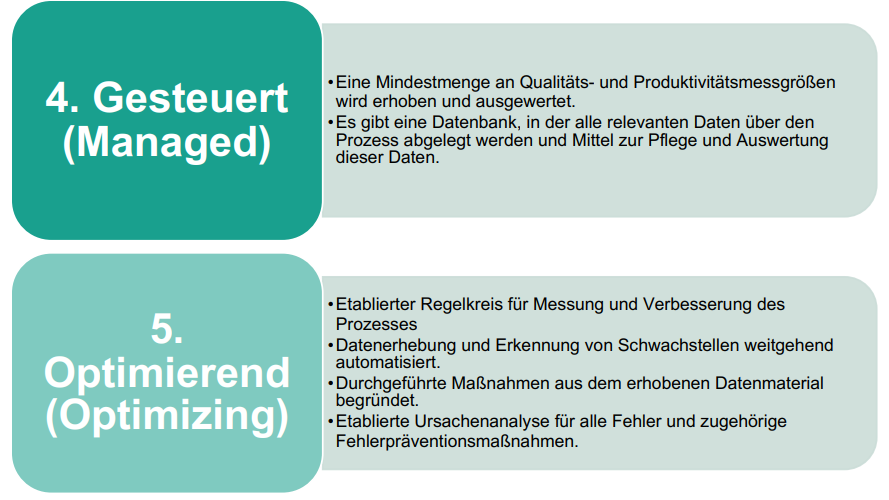 4. Gesteuert
(Managed)
•Eine Mindestmenge an Qualitäts- und Produktivitätsmessgrößen
wird erhoben und ausgewertet.
•Es gibt eine Datenbank, in der alle relevanten Daten über den
Prozess abgelegt werden und Mittel zur Pflege und Auswertung
dieser Daten.
5.
Optimierend
(Optimizing)
•Etablierter Regelkreis für Messung und Verbesserung des
Prozesses
•Datenerhebung und Erkennung von Schwachstellen weitgehend
automatisiert.
•Durchgeführte Maßnahmen aus dem erhobenen Datenmaterial
begründet.
•Etablierte Ursachenanalyse für alle Fehler und zugehörige
Fehlerpräventionsmaßnahmen.